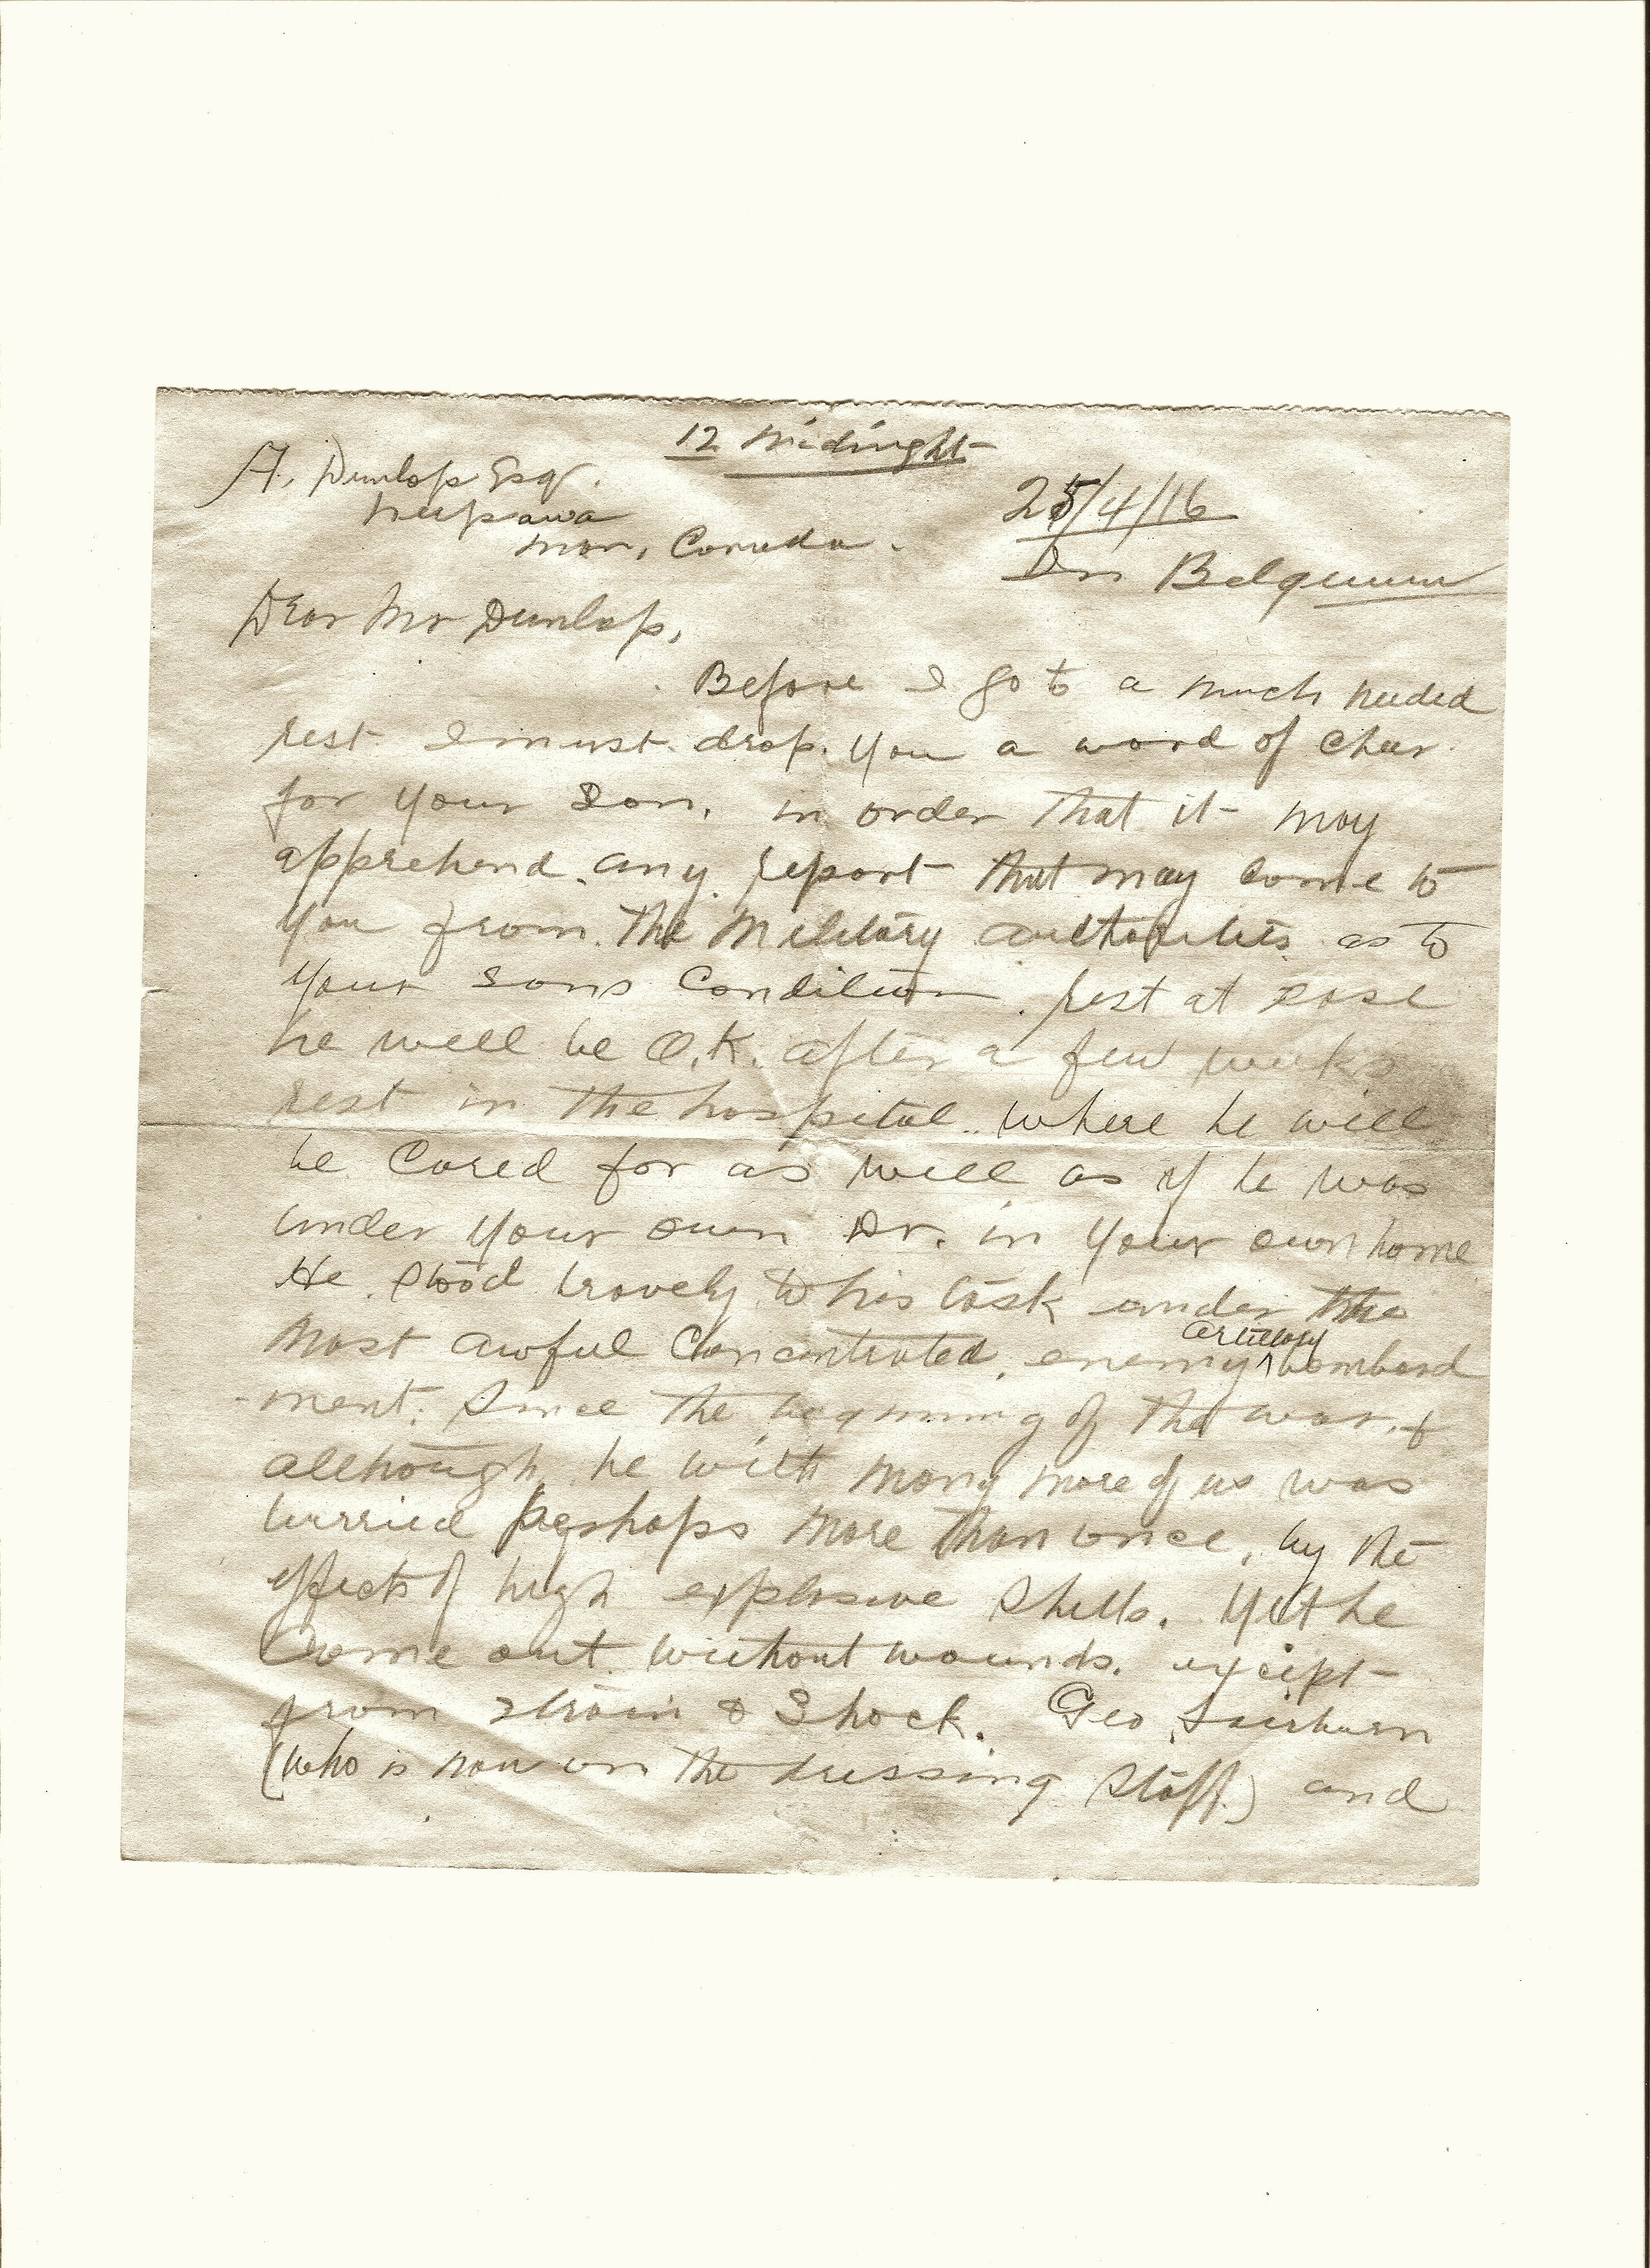 12 Midnight
A. Dunlop Esq.
Neepawa
Man, Canada.
25/4/16
In Belgium
Dear Mr Dunlop,
Before I go to a much needed
rest I must drop you a word of cheer
for your son, in order that it may
apprehend any report that may come to
you from the Military authorities as to
your sons condition. rest at ease
he will be O.K. after a few weeks
rest in the hospital where he will
be cared for as well as if he was
under your own Dr. in your own home
He stood bravely to his task under the
most awful concentrated enemy artillery bombard
-ment. Since the beginning of the war, &
although he with many more of us was
burried perhaps more than once, by the
effects of high explosive shells. Yet he
come out without wounds. except
from strain & Shock. Geo.
(who is now on the dressing staff) and